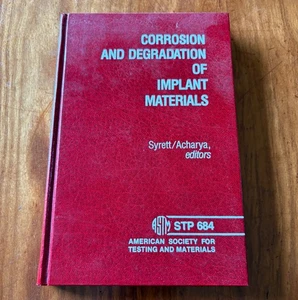 CORROSION
AND DEGRADATION
OF
IMPLANT
MATERIALS
Syrett/Acharya,
editors
ASTM STP 684
AMERICAN SOCIETY FOR
TESTING AND MATERIALS